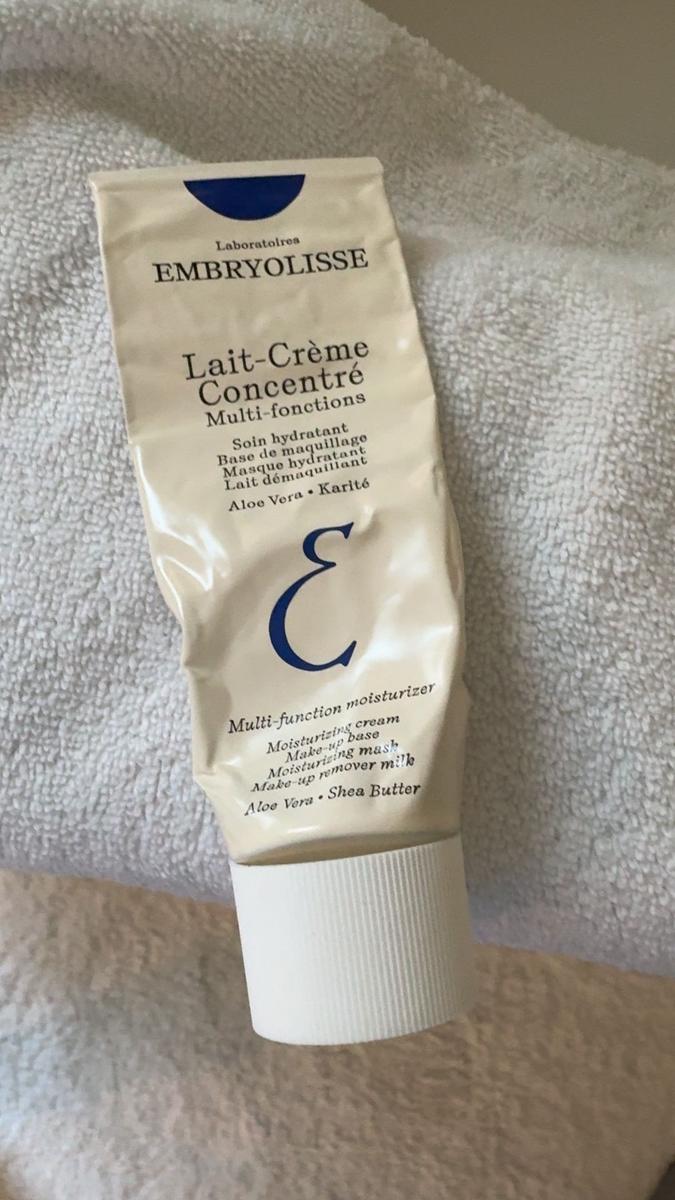 Laboratoires
EMBRYOLISSE
Lait-Crème
Concentré
Multi-fonctions
Soin hydratant
Base de maquillage
Masque hydratant
Lait démaquillant
Aloe Vera • Karité
Ɛ
Multi-function moisturizer
Moisturizing cream
Make-up base
Moisturizing mask
Make-up remover milk
Aloe Vera • Shea Butter